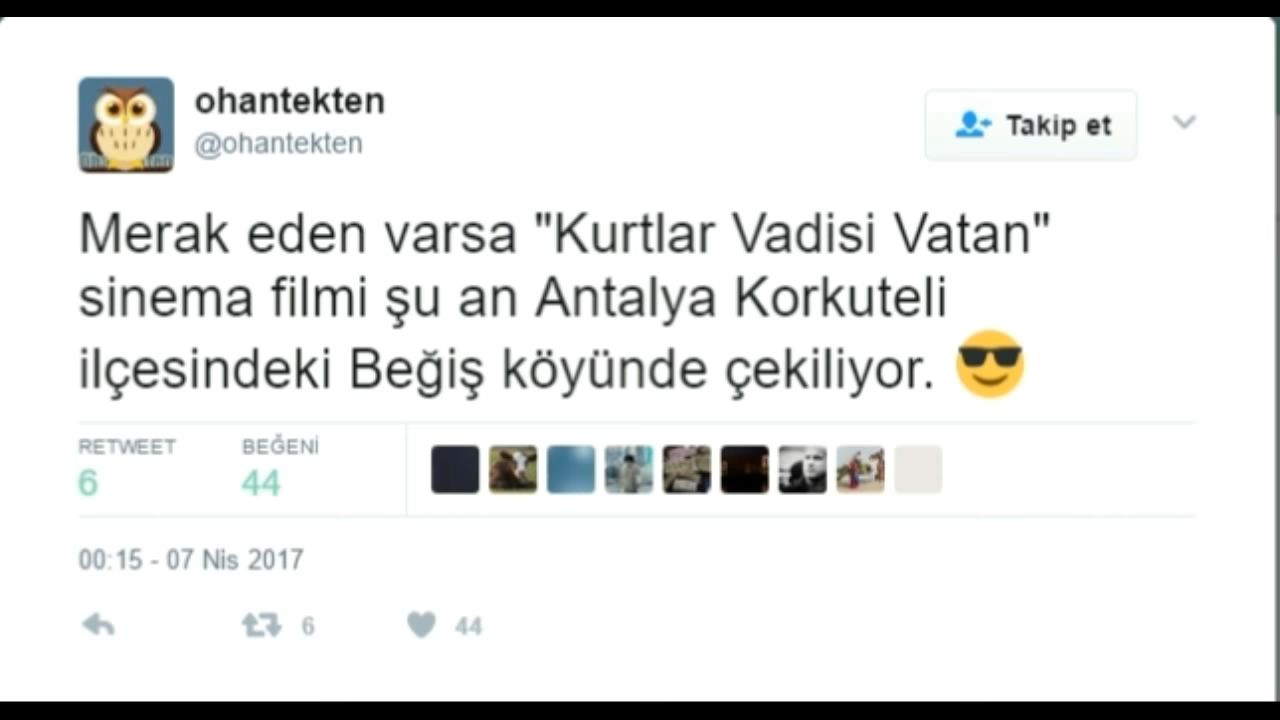 ohantekten
@ohantekten
Takip et
Merak eden varsa "Kurtlar Vadisi Vatan"
sinema filmi şu an Antalya Korkuteli
ilçesindeki Beğiş köyünde çekiliyor. 😎
RETWEET BEĞENİ
6 44
00:15 - 07 Nis 2017
6 44